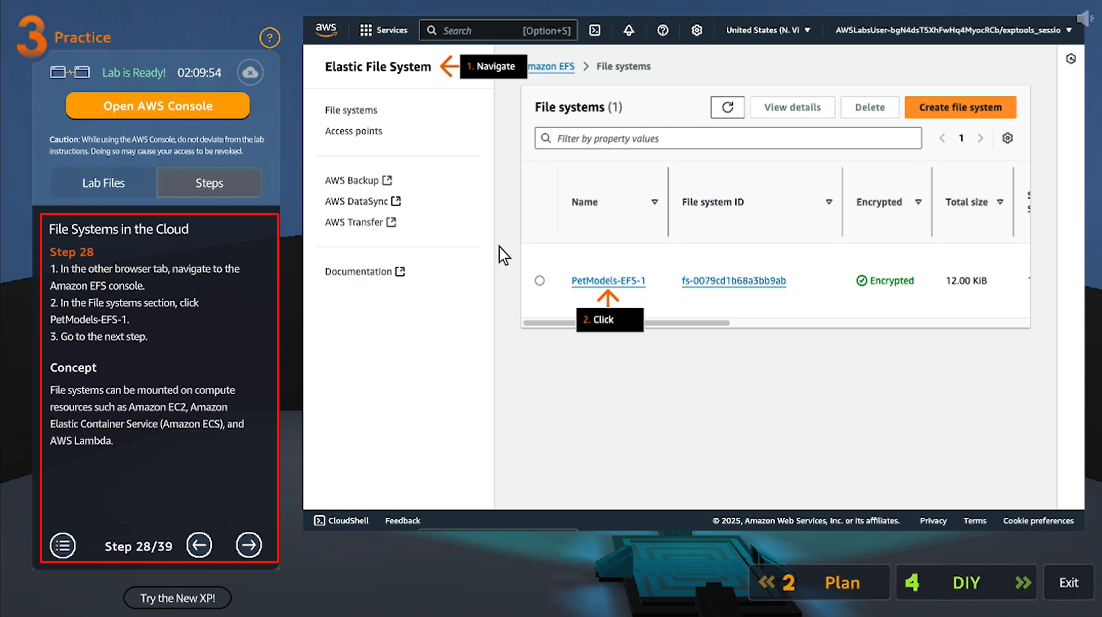 3 Practice
?
Lab is Ready! 02:09:54
Open AWS Console
Caution: While using the AWS Console, do not deviate from the lab
instructions. Doing so may cause your access to be revoked.
Lab Files Steps
File Systems in the Cloud
Step 28
1. In the other browser tab, navigate to the
Amazon EFS console.
2. In the File systems section, click
PetModels-EFS-1.
3. Go to the next step.
Concept
File systems can be mounted on compute
resources such as Amazon EC2, Amazon
Elastic Container Service (Amazon ECS), and
AWS Lambda.
Step 28/39
Try the New XP!
aws Services Search [Option+S] United States (N. Vi AWSLabsUser-bgN4dsT5XhFwHq4MyocRCb/exptools_sessio
Elastic File System
1. Navigate
mazon EFS > File systems
File systems
Access points
AWS Backup
AWS DataSync
AWS Transfer
Documentation
File systems (1) View details Delete Create file system
Filter by property values < 1 >
Name File system ID Encrypted Total size
PetModels-EFS-1 fs-0079cd1b68a3bb9ab Encrypted 12.00 KiB
2. Click
CloudShell Feedback © 2025, Amazon Web Services, Inc. or its affiliates. Privacy Terms Cookie preferences
« 2 Plan 4 DIY » Exit